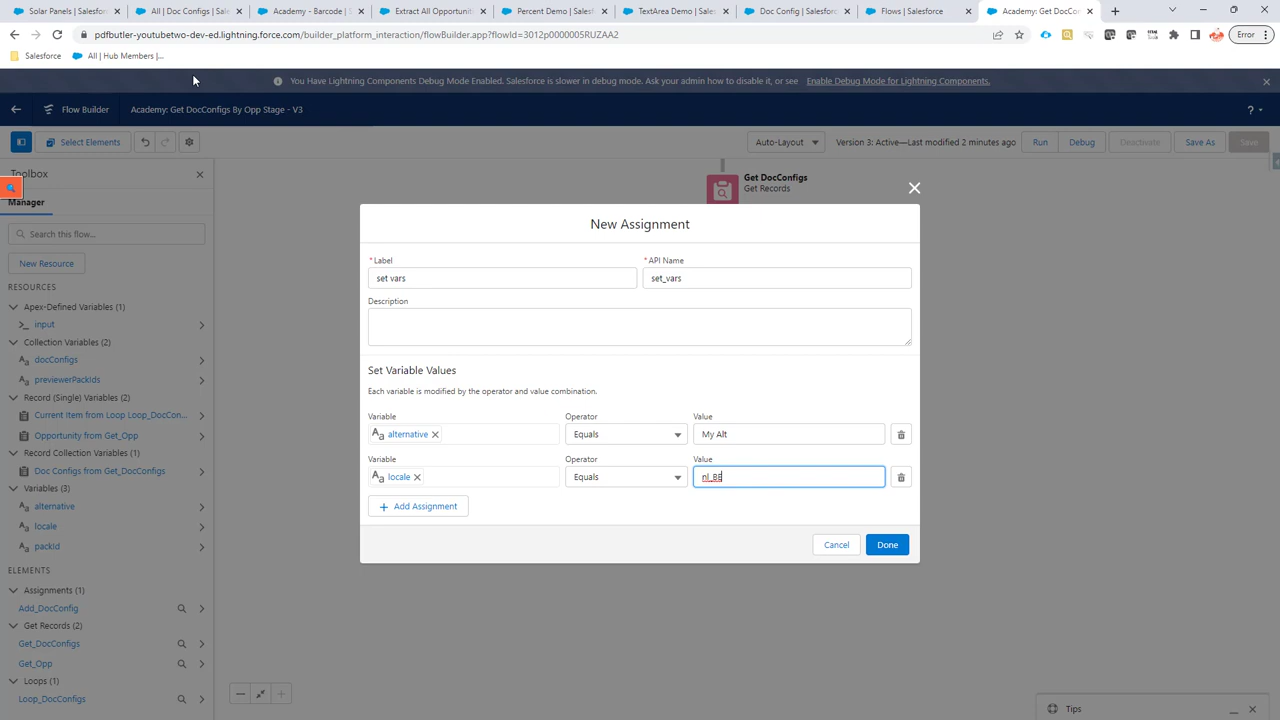 Solar Panels | Salesforc
All | Doc Configs | Sale
Academy - Barcode | S
Extract All Opportuniti
Percent Demo | Salesf
TextArea Demo | Salesf
Doc Config | Salesforc
Flows | Salesforce
Academy: Get DocCon
pdfbutler-youtubetwo-dev-ed.lightning.force.com/builder_platform_interaction/flowBuilder.app?flowId=3012p0000005RUZAA2
Error
Salesforce
All | Hub Members |...
You Have Lightning Components Debug Mode Enabled. Salesforce is slower in debug mode. Ask your admin how to disable it, or see Enable Debug Mode for Lightning Components.
Flow Builder
Academy: Get DocConfigs By Opp Stage - V3
?
Select Elements
Auto-Layout
Version 3: Active—Last modified 2 minutes ago
Run
Debug
Deactivate
Save As
Save
Toolbox
Manager
Search this flow...
New Resource
RESOURCES
Apex-Defined Variables (1)
input
Collection Variables (2)
docConfigs
previewerPackIds
Record (Single) Variables (2)
Current Item from Loop Loop_DocCon...
Opportunity from Get_Opp
Record Collection Variables (1)
Doc Configs from Get_DocConfigs
Variables (3)
alternative
locale
packId
ELEMENTS
Assignments (1)
Add_DocConfig
Get Records (2)
Get_DocConfigs
Get_Opp
Loops (1)
Loop_DocConfigs
Get DocConfigs
Get Records
New Assignment
*Label
*API Name
set vars
set_vars
Description
Set Variable Values
Each variable is modified by the operator and value combination.
Variable
Operator
Value
Aa alternative
Equals
My Alt
Variable
Operator
Value
Aa locale
Equals
nl_BE
Add Assignment
Cancel
Done
Tips